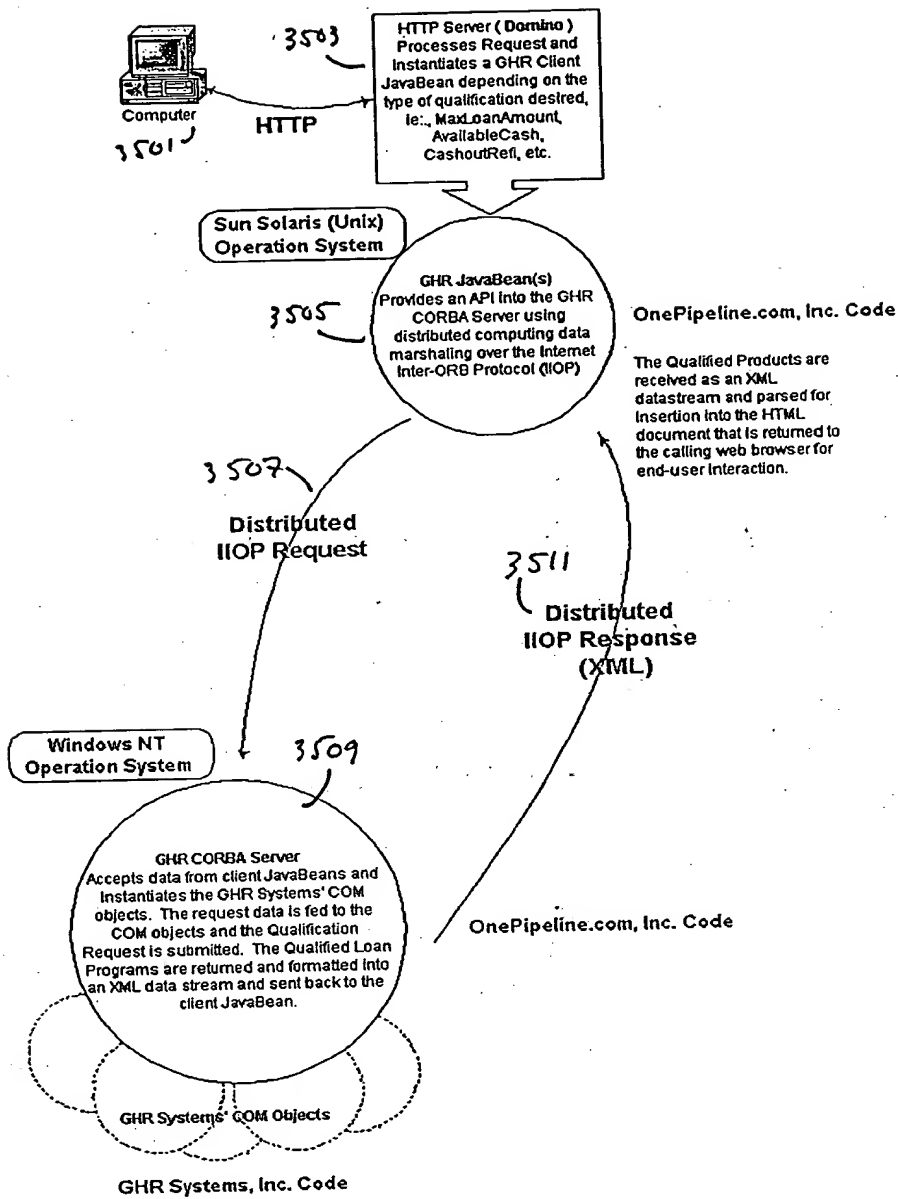 3503
HTTP Server ( Domino )
Processes Request and
Instantiates a GHR Client
JavaBean depending on the
type of qualification desired,
ie:., MaxLoanAmount,
AvailableCash,
CashoutRefi, etc.
Computer
3501
HTTP
Sun Solaris (Unix)
Operation System
3505
GHR JavaBean(s)
Provides an API into the GHR
CORBA Server using
distributed computing data
marshaling over the Internet
Inter-ORB Protocol (IIOP)
OnePipeline.com, Inc. Code
The Qualified Products are
received as an XML
datastream and parsed for
Insertion into the HTML
document that is returned to
the calling web browser for
end-user Interaction.
3507
Distributed
IIOP Request
3511
Distributed
IIOP Response
(XML)
Windows NT
Operation System
3509
GHR CORBA Server
Accepts data from client JavaBeans and
Instantiates the GHR Systems' COM
objects. The request data is fed to the
COM objects and the Qualification
Request is submitted. The Qualified Loan
Programs are returned and formatted into
an XML data stream and sent back to the
client JavaBean.
OnePipeline.com, Inc. Code
GHR Systems' COM Objects
GHR Systems, Inc. Code